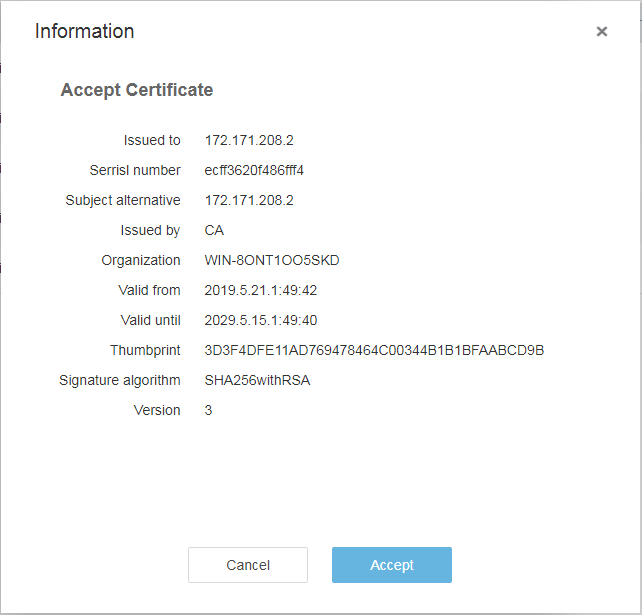 Information
Accept Certificate
Issued to 172.171.208.2
Serrisl number ecff3620f486fff4
Subject alternative 172.171.208.2
Issued by CA
Organization WIN-8ONT1OO5SKD
Valid from 2019.5.21.1:49:42
Valid until 2029.5.15.1:49:40
Thumbprint 3D3F4DFE11AD769478464C00344B1B1BFAABCD9B
Signature algorithm SHA256withRSA
Version 3
Cancel Accept